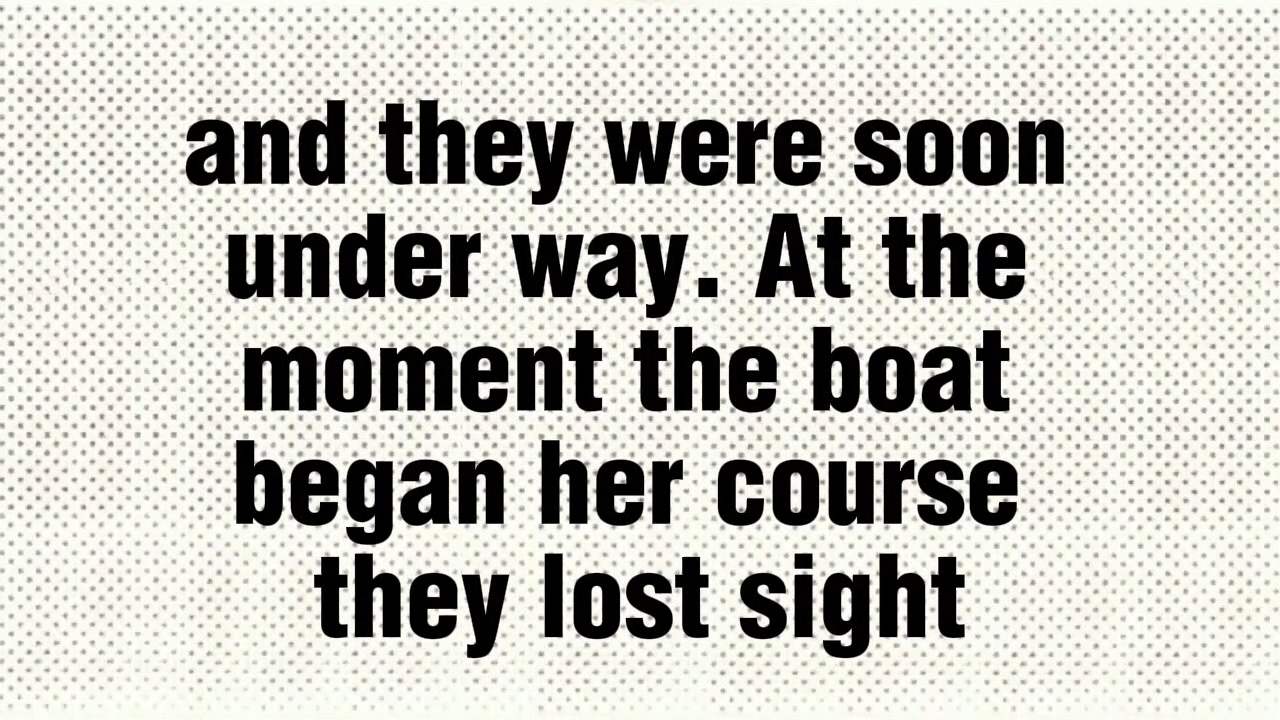 and they were soon
under way. At the
moment the boat
began her course
they lost sight